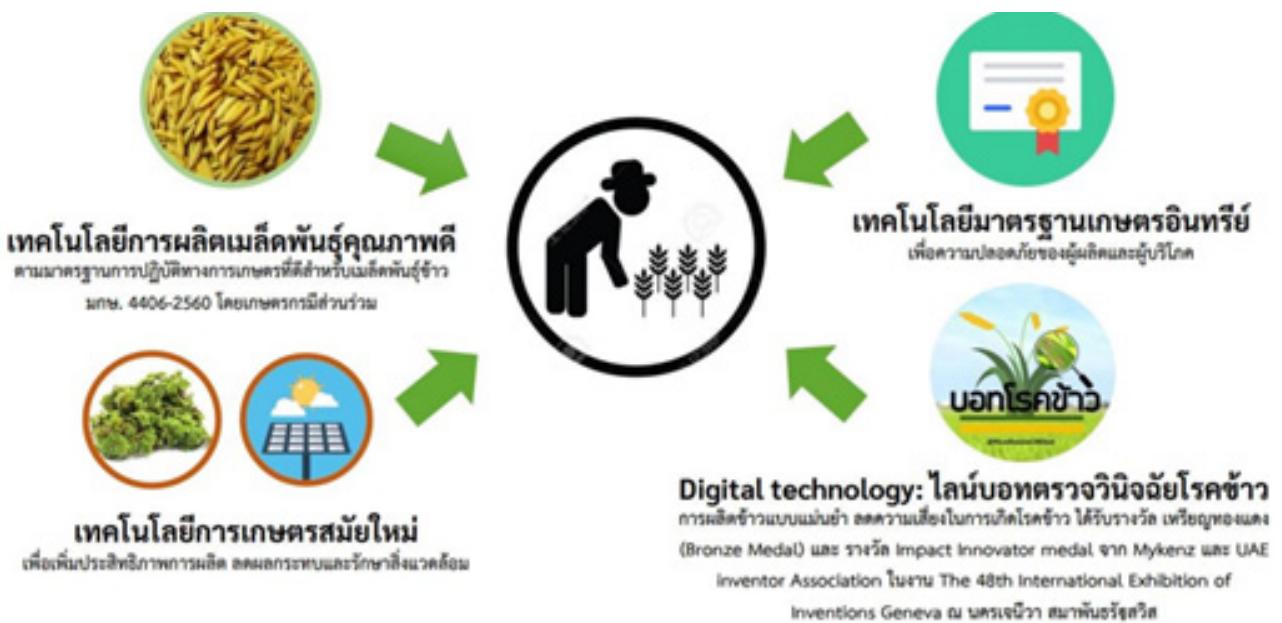 เทคโนโลยีการผลิตเมล็ดพันธุ์คุณภาพดี
ตามมาตรฐานการปฏิบัติทางการเกษตรที่ดีสำหรับเมล็ดพันธุ์ข้าว
มกษ. 4406-2560 โดยเกษตรกรมีส่วนร่วม
เทคโนโลยีมาตรฐานเกษตรอินทรีย์
เพื่อความปลอดภัยของผู้ผลิตและผู้บริโภค
เทคโนโลยีการเกษตรสมัยใหม่
เพื่อเพิ่มประสิทธิภาพการผลิต ลดผลกระทบและรักษาสิ่งแวดล้อม
บอทโรคข้าว
Digital technology: ไลน์บอทตรวจวินิจฉัยโรคข้าว
การผลิตข้าวแบบแม่นยำ ลดความเสี่ยงในการเกิดโรคข้าว ได้รับรางวัล เหรียญทองแดง
(Bronze Medal) และ รางวัล Impact Innovator medal จาก Mykenz และ UAE
inventor Association ในงาน The 48th International Exhibition of
Inventions Geneva ณ นครเจนีวา สมาพันธรัฐสวิส